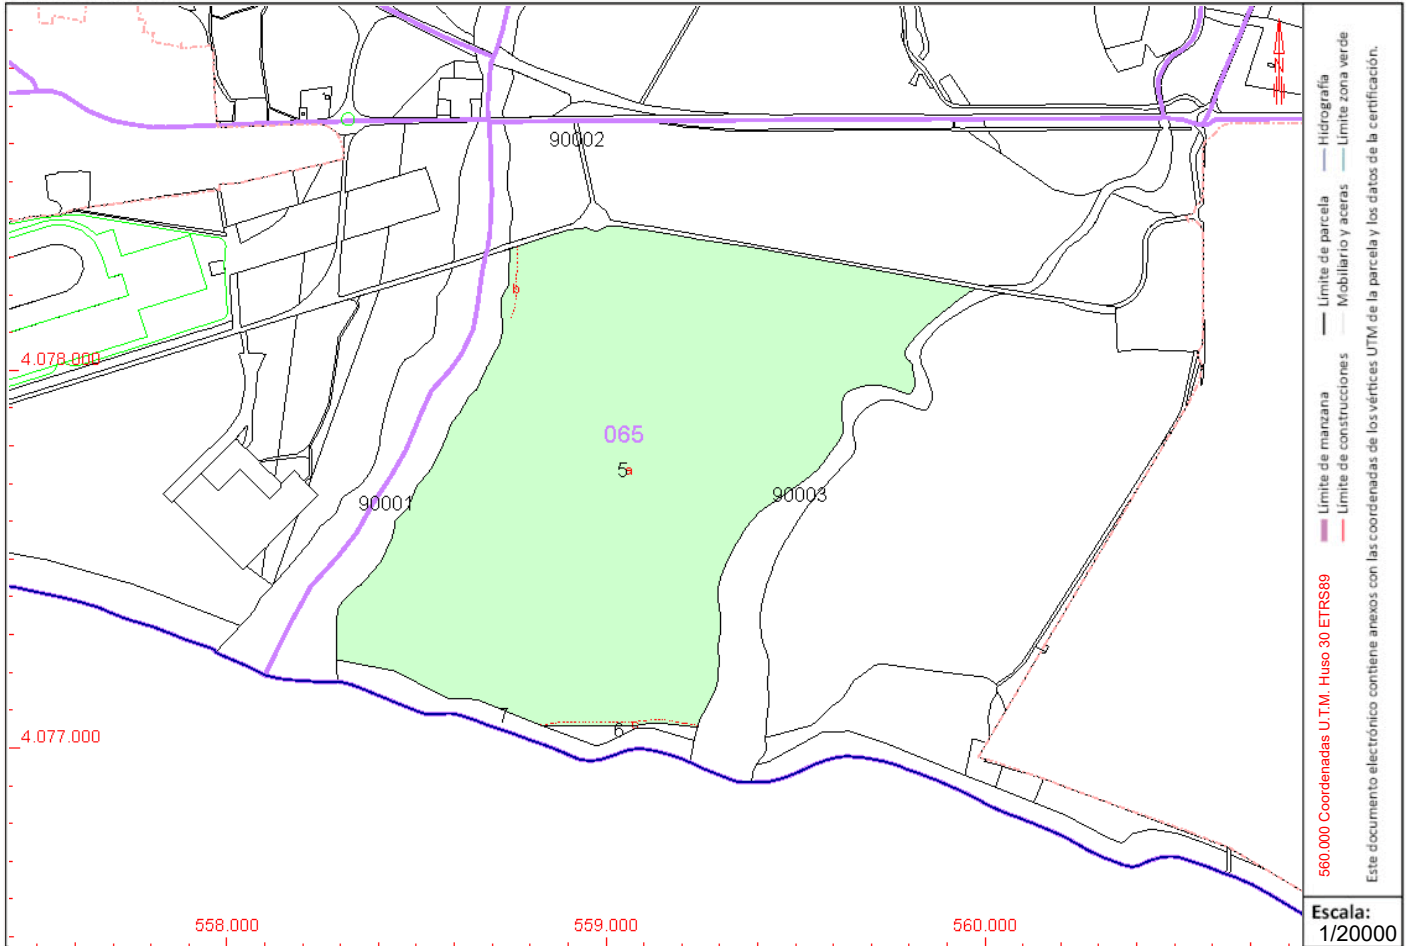 90002
4.078.000
065
5a
b
90001
90003
4.077.000
7
6
558.000
559.000
560.000
N
Límite de manzana
Límite de parcela
Hidrografía
Límite de construcciones
Mobiliario y aceras
Límite zona verde
560.000 Coordenadas U.T.M. Huso 30 ETRS89
Este documento electrónico contiene anexos con las coordenadas de los vértices UTM de la parcela y los datos de la certificación.
Escala:
1/20000